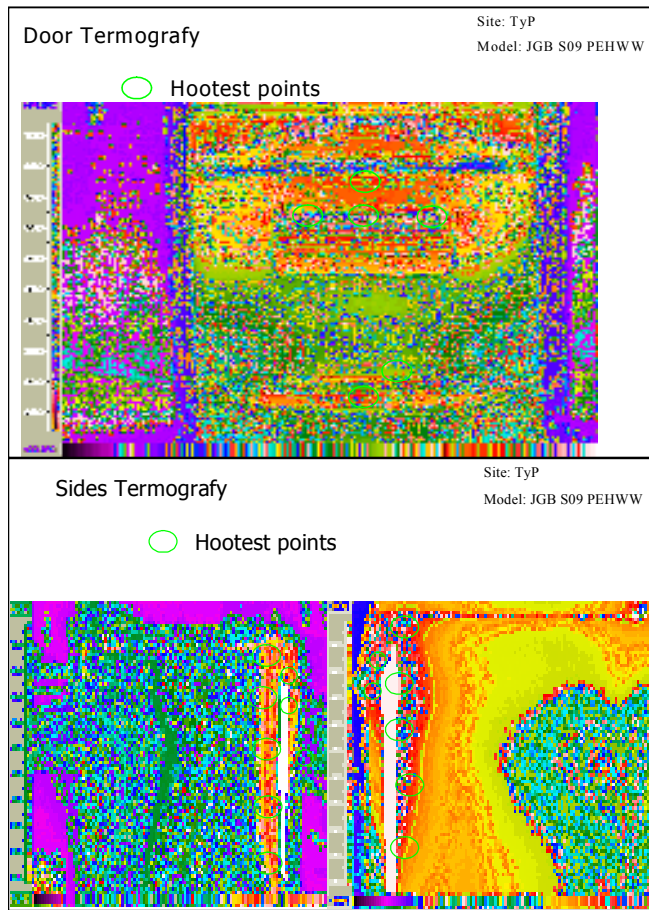 Door Termografy
Site: TyP
Model: JGB S09 PEHWW
Hootest points
Sides Termografy
Site: TyP
Model: JGB S09 PEHWW
Hootest points